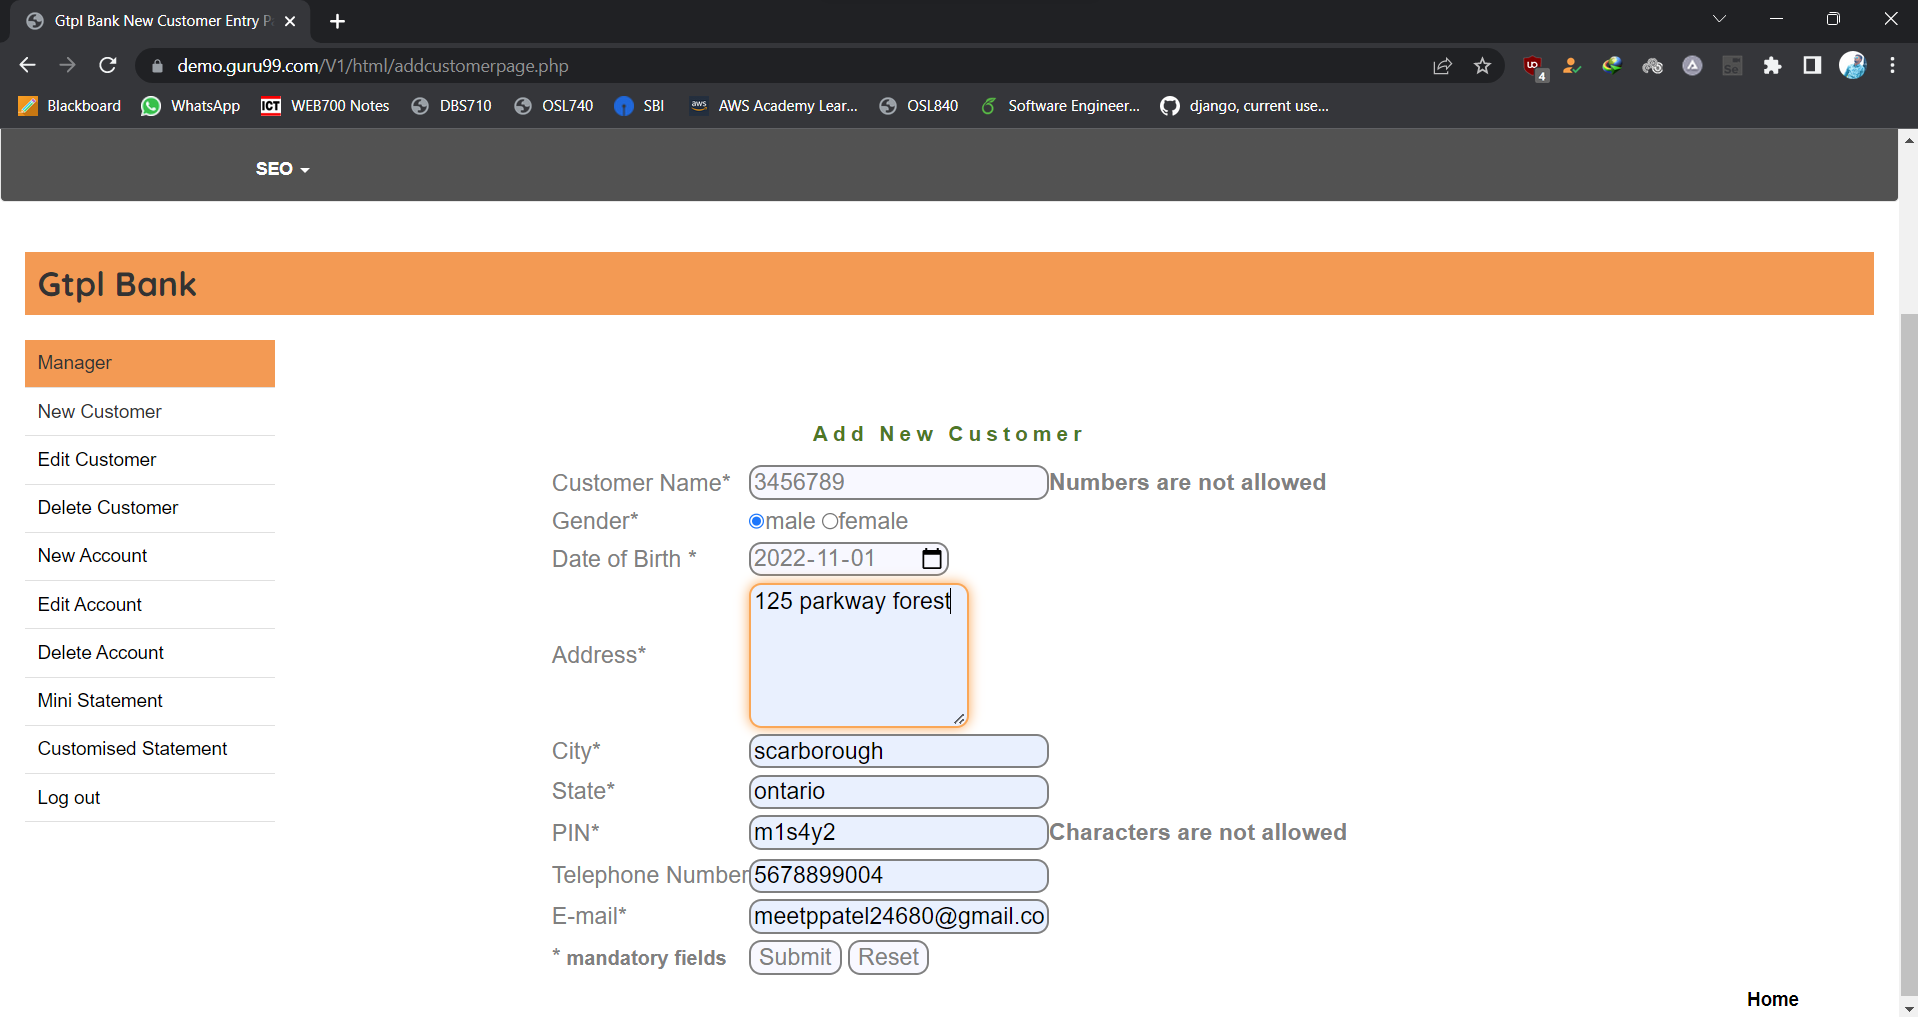 Gtpl Bank New Customer Entry P
demo.guru99.com/V1/html/addcustomerpage.php
UD 4 Se
Blackboard WhatsApp ICT WEB700 Notes DBS710 OSL740 SBI aws AWS Academy Lear... OSL840 Software Engineer... django, current use...
SEO
Gtpl Bank
Manager
New Customer
Edit Customer
Delete Customer
New Account
Edit Account
Delete Account
Mini Statement
Customised Statement
Log out
Add New Customer
Customer Name* 3456789 Numbers are not allowed
Gender* male female
Date of Birth * 2022-11-01
Address* 125 parkway forest
City* scarborough
State* ontario
PIN* m1s4y2 Characters are not allowed
Telephone Number 5678899004
E-mail* meetppatel24680@gmail.co
* mandatory fields Submit Reset
Home